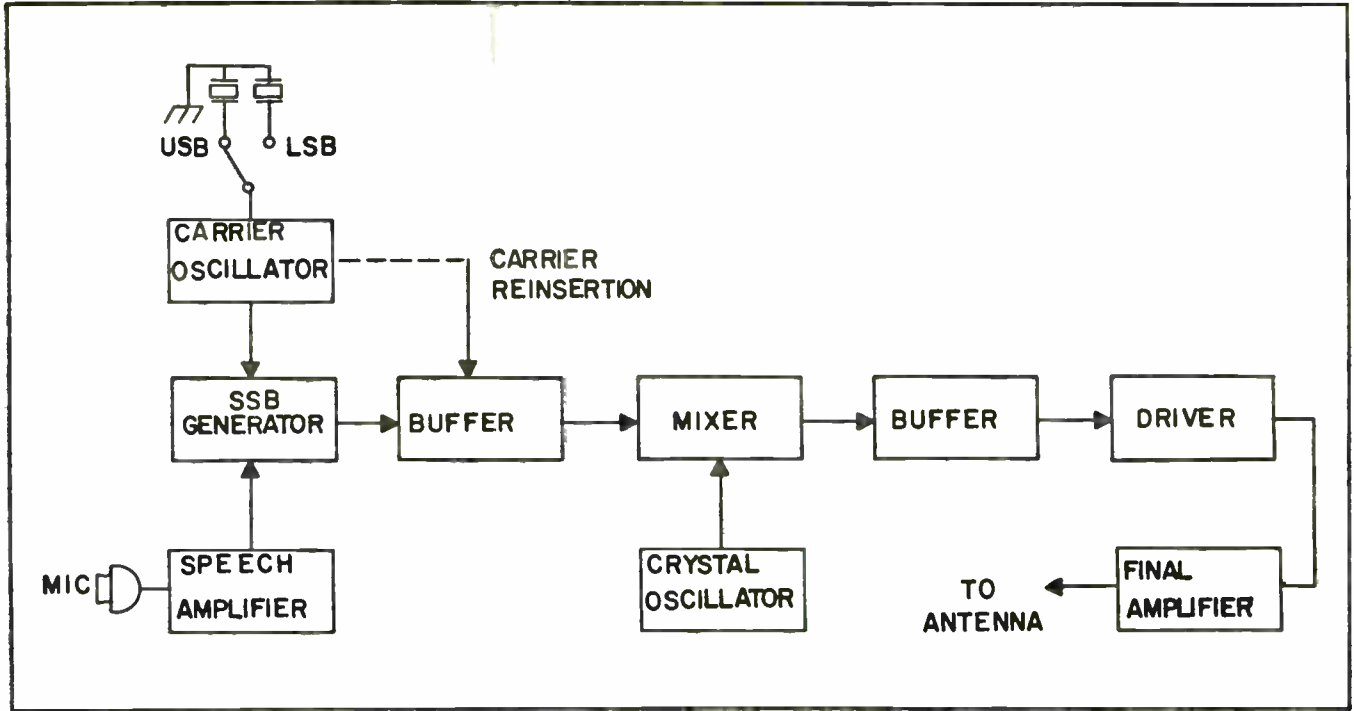 USB
LSB
CARRIER
OSCILLATOR
CARRIER
REINSERTION
SSB
GENERATOR
BUFFER
MIXER
BUFFER
DRIVER
MIC
SPEECH
AMPLIFIER
CRYSTAL
OSCILLATOR
TO
ANTENNA
FINAL
AMPLIFIER